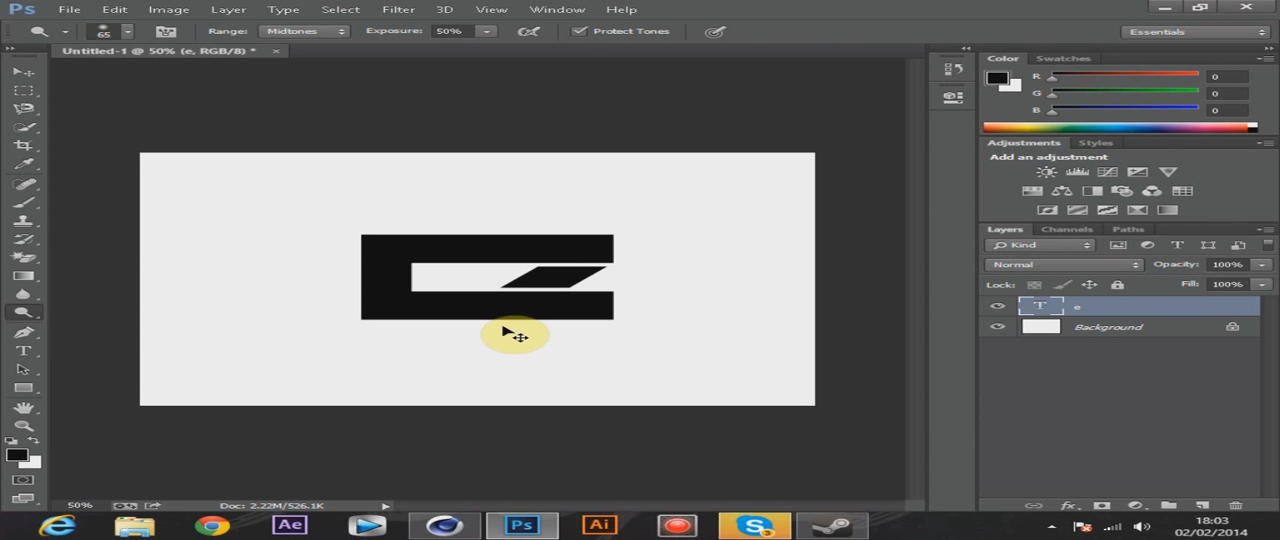 Ps File Edit Image Layer Type Select Filter 3D View Window Help
65 Range: Midtones Exposure: 50% Protect Tones Essentials
Untitled-1 @ 50% (e, RGB/8) * ×
Color Swatches
R 0
G 0
B 0
Adjustments Styles
Add an adjustment
Layers Channels Paths
Kind
Normal Opacity: 100%
Lock: Fill: 100%
T e
Background
50% Doc: 2.22M/526.1K
fx
Ae Ps Ai
18:03
02/02/2014